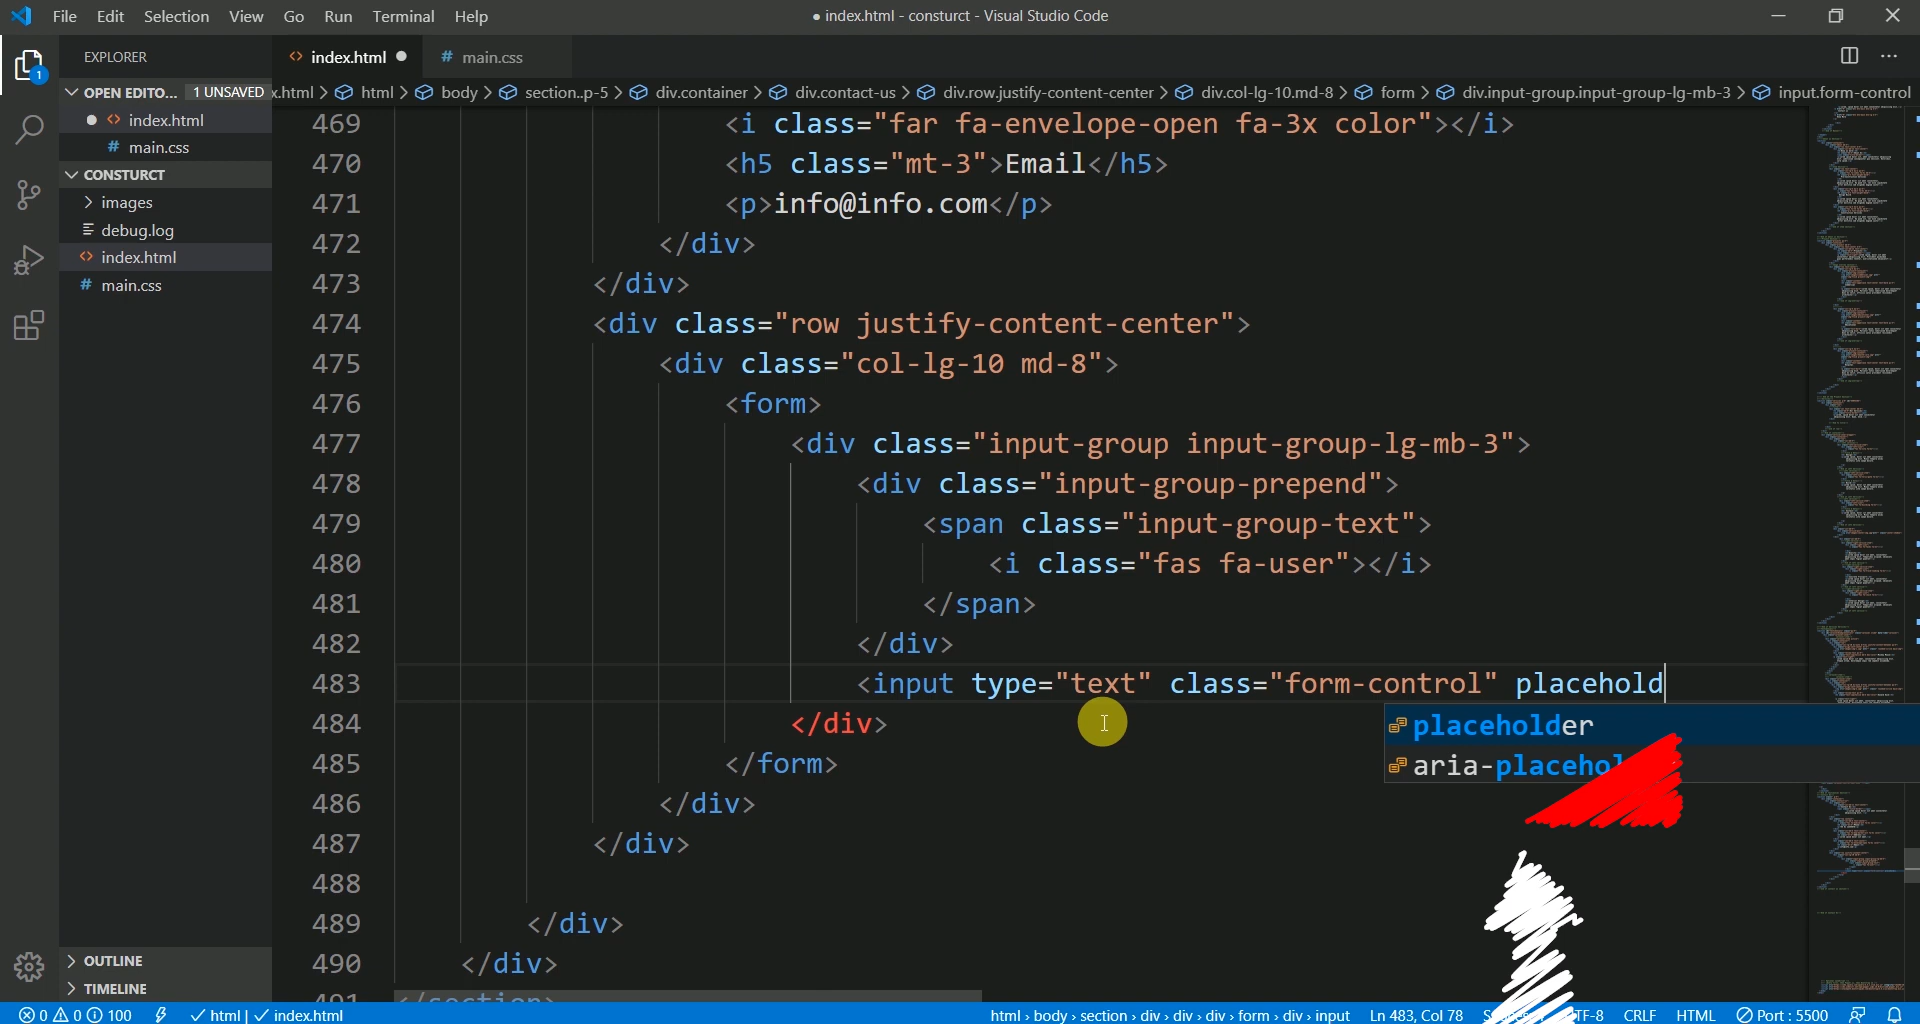 File Edit Selection View Go Run Terminal Help
● index.html - consturct - Visual Studio Code
EXPLORER
OPEN EDITO... 1 UNSAVED
index.html
main.css
CONSTURCT
images
debug.log
index.html
main.css
OUTLINE
TIMELINE
index.html
main.css
x.html > html > body > section..p-5 > div.container > div.contact-us > div.row.justify-content-center > div.col-lg-10.md-8 > form > div.input-group.input-group-lg-mb-3 > input.form-control
469 <i class="far fa-envelope-open fa-3x color"></i>
470 <h5 class="mt-3">Email</h5>
471 <p>info@info.com</p>
472 </div>
473 </div>
474 <div class="row justify-content-center">
475 <div class="col-lg-10 md-8">
476 <form>
477 <div class="input-group input-group-lg-mb-3">
478 <div class="input-group-prepend">
479 <span class="input-group-text">
480 <i class="fas fa-user"></i>
481 </span>
482 </div>
483 <input type="text" class="form-control" placehold
484 </div>
485 </form>
486 </div>
487 </div>
488
489 </div>
490 </div>
491 </section>
placeholder
aria-placehol
0 0 100 html | index.html
html › body › section › div › div › div › form › div › input Ln 483, Col 78 TF-8 CRLF HTML Port : 5500